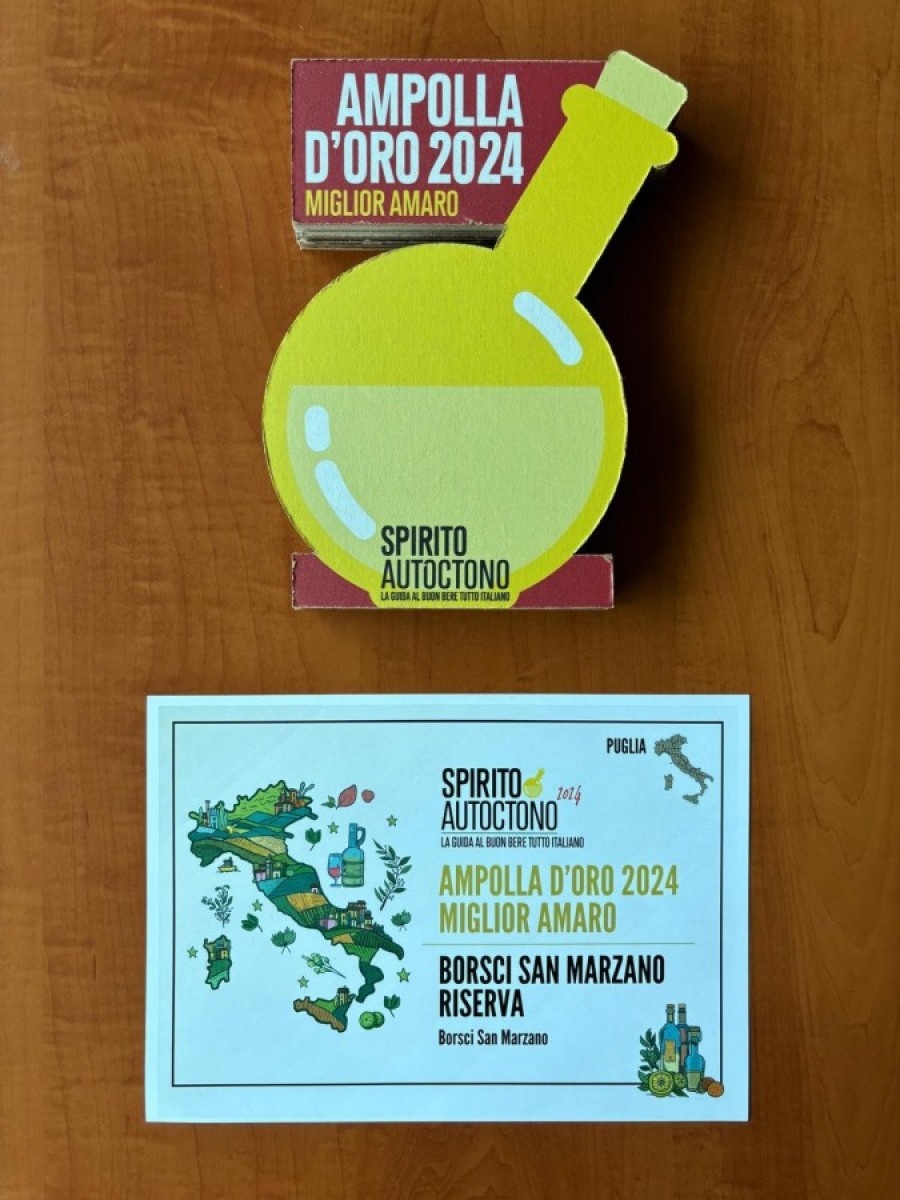 AMPOLLA
D'ORO 2024
MIGLIOR AMARO
SPIRITO
AUTOCTONO
LA GUIDA AL BUON BERE TUTTO ITALIANO
PUGLIA
SPIRITO
2024
AUTOCTONO
LA GUIDA AL BUON BERE TUTTO ITALIANO
AMPOLLA D'ORO 2024
MIGLIOR AMARO
BORSCI SAN MARZANO
RISERVA
Borsci San Marzano